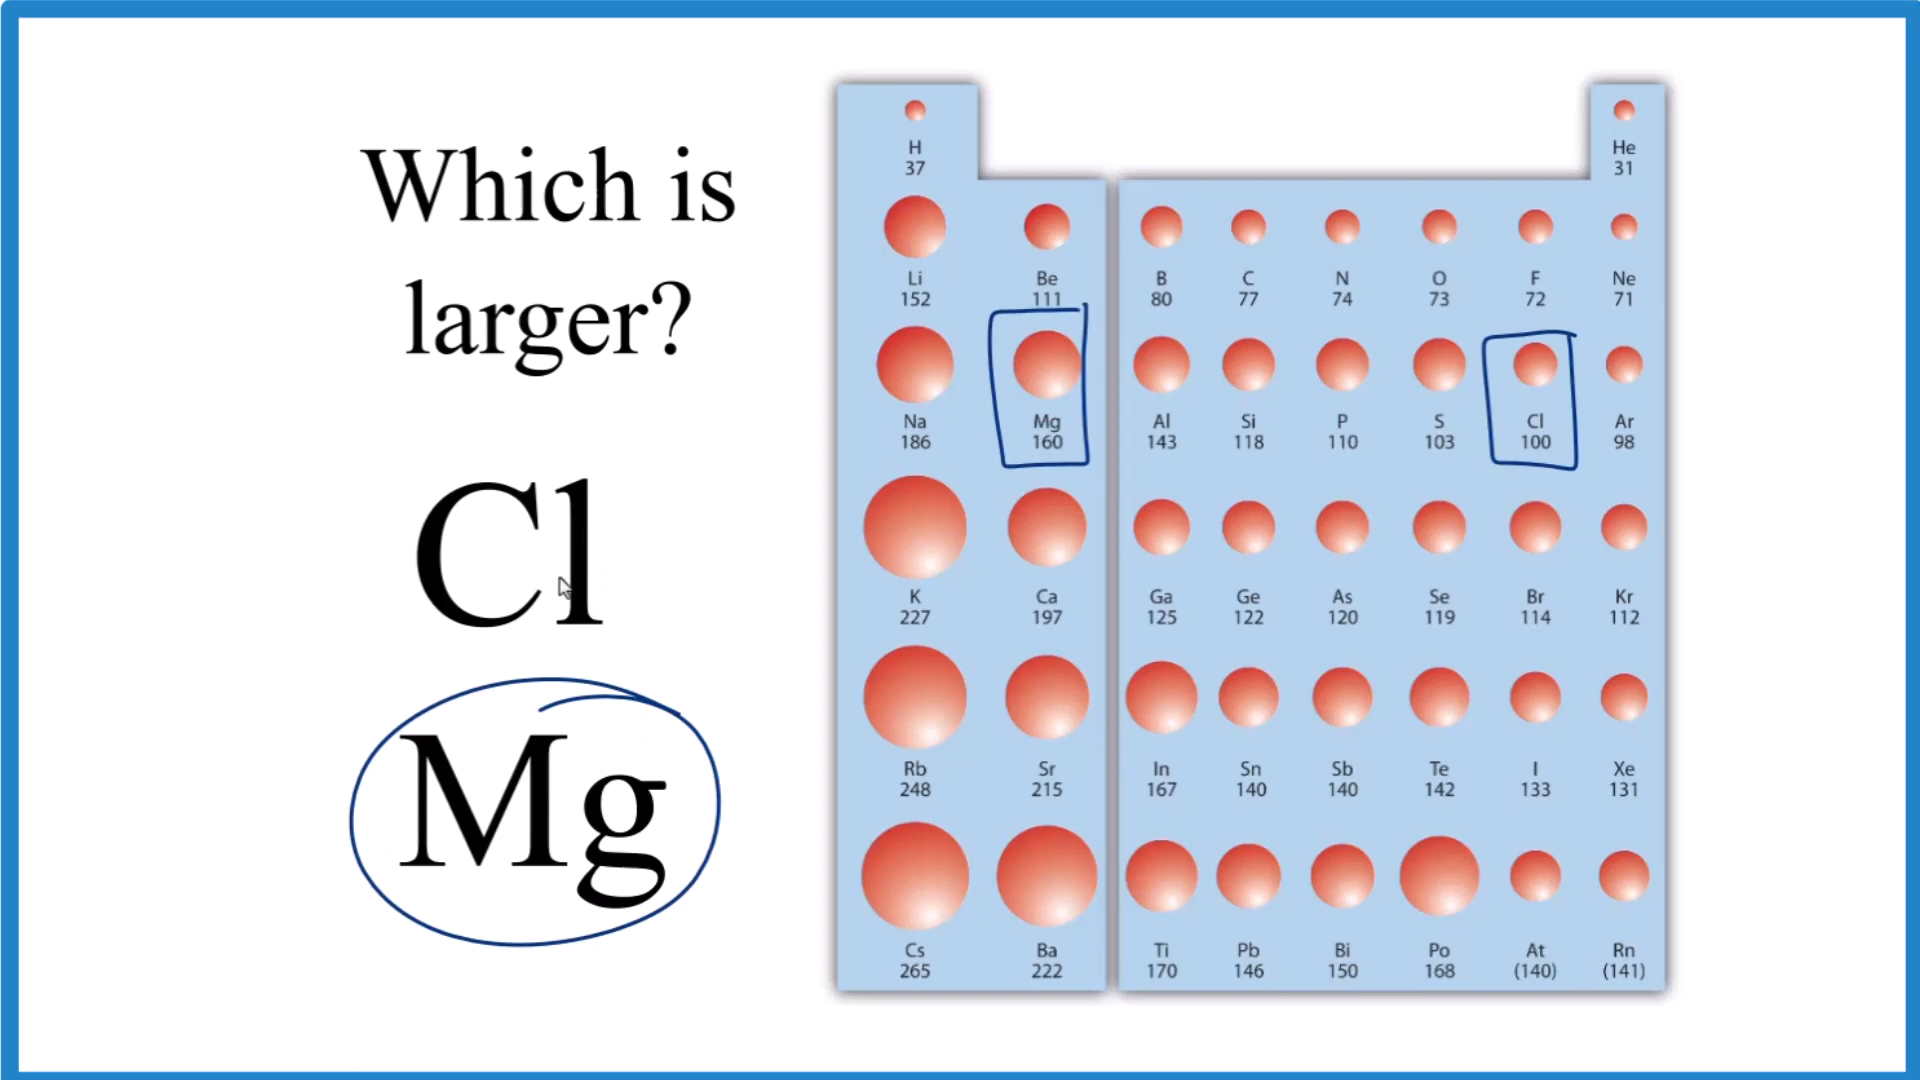 Which is
larger?
Cl
Mg
H He
37 31
Li Be B C N O F Ne
152 111 80 77 74 73 72 71
Na Mg Al Si P S Cl Ar
186 160 143 118 110 103 100 98
K Ca Ga Ge As Se Br Kr
227 197 125 122 120 119 114 112
Rb Sr In Sn Sb Te I Xe
248 215 167 140 140 142 133 131
Cs Ba Ti Pb Bi Po At Rn
265 222 170 146 150 168 (140) (141)